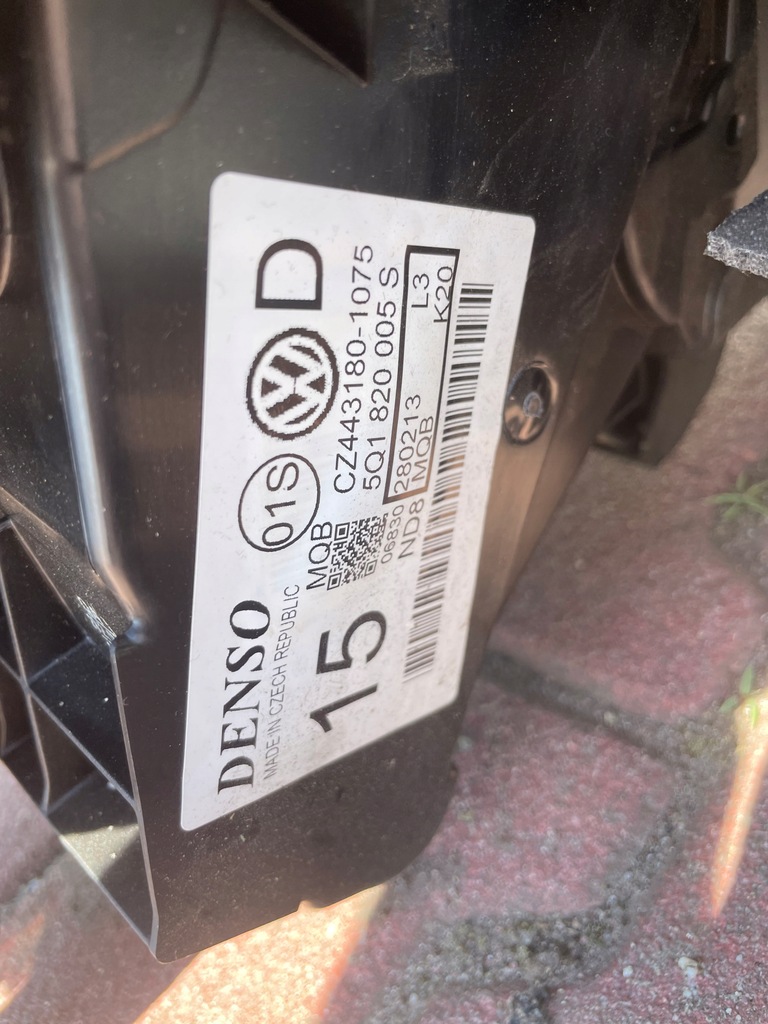 DENSO
MADE IN CZECH REPUBLIC
01S
D
15
MQB
CZ443180-1075
5Q1 820 005 S
06830
280213
L3
ND8
MQB
K20